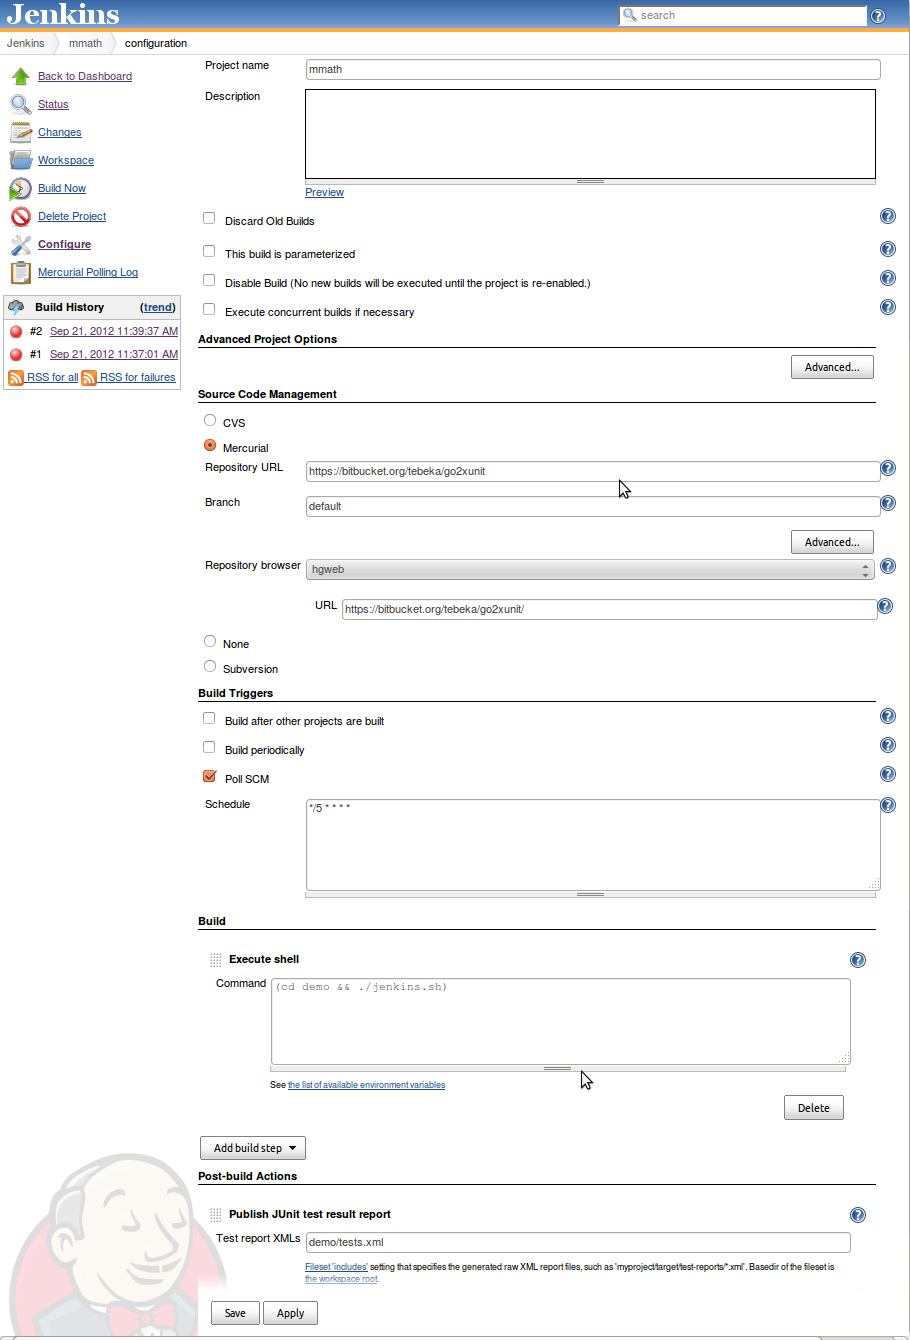 Jenkins
search
Jenkins mmath configuration
Back to Dashboard
Status
Changes
Workspace
Build Now
Delete Project
Configure
Mercurial Polling Log
Build History (trend)
#2 Sep 21, 2012 11:39:37 AM
#1 Sep 21, 2012 11:37:01 AM
RSS for all RSS for failures
Project name mmath
Description
Preview
Discard Old Builds
This build is parameterized
Disable Build (No new builds will be executed until the project is re-enabled.)
Execute concurrent builds if necessary
Advanced Project Options
Advanced...
Source Code Management
CVS
Mercurial
Repository URL https://bitbucket.org/tebeka/go2xunit
Branch default
Advanced...
Repository browser hgweb
URL https://bitbucket.org/tebeka/go2xunit/
None
Subversion
Build Triggers
Build after other projects are built
Build periodically
Poll SCM
Schedule */5 * * * *
Build
Execute shell
Command (cd demo && ./jenkins.sh)
See the list of available environment variables
Delete
Add build step
Post-build Actions
Publish JUnit test result report
Test report XMLs demo/tests.xml
Fileset 'includes' setting that specifies the generated raw XML report files, such as 'myproject/target/test-reports/*.xml'. Basedir of the fileset is
the workspace root.
Save Apply